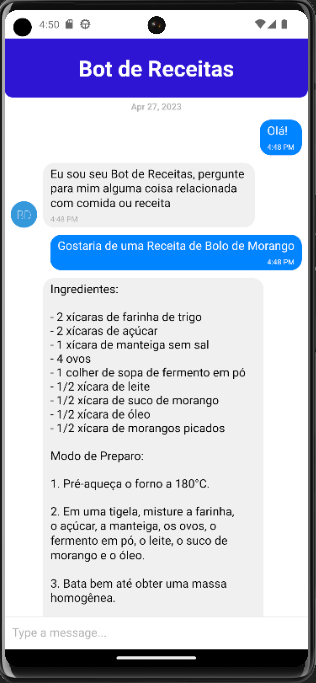 4:50
Bot de Receitas
Apr 27, 2023
Olá!
4:48 PM
Eu sou seu Bot de Receitas, pergunte
para mim alguma coisa relacionada
com comida ou receita
4:48 PM
BD
Gostaria de uma Receita de Bolo de Morango
4:48 PM
Ingredientes:
- 2 xícaras de farinha de trigo
- 2 xícaras de açúcar
- 1 xícara de manteiga sem sal
- 4 ovos
- 1 colher de sopa de fermento em pó
- 1/2 xícara de leite
- 1/2 xícara de suco de morango
- 1/2 xícara de óleo
- 1/2 xícara de morangos picados
Modo de Preparo:
1. Pré-aqueça o forno a 180°C.
2. Em uma tigela, misture a farinha,
o açúcar, a manteiga, os ovos, o
fermento em pó, o leite, o suco de
morango e o óleo.
3. Bata bem até obter uma massa
homogênea.
Type a message...